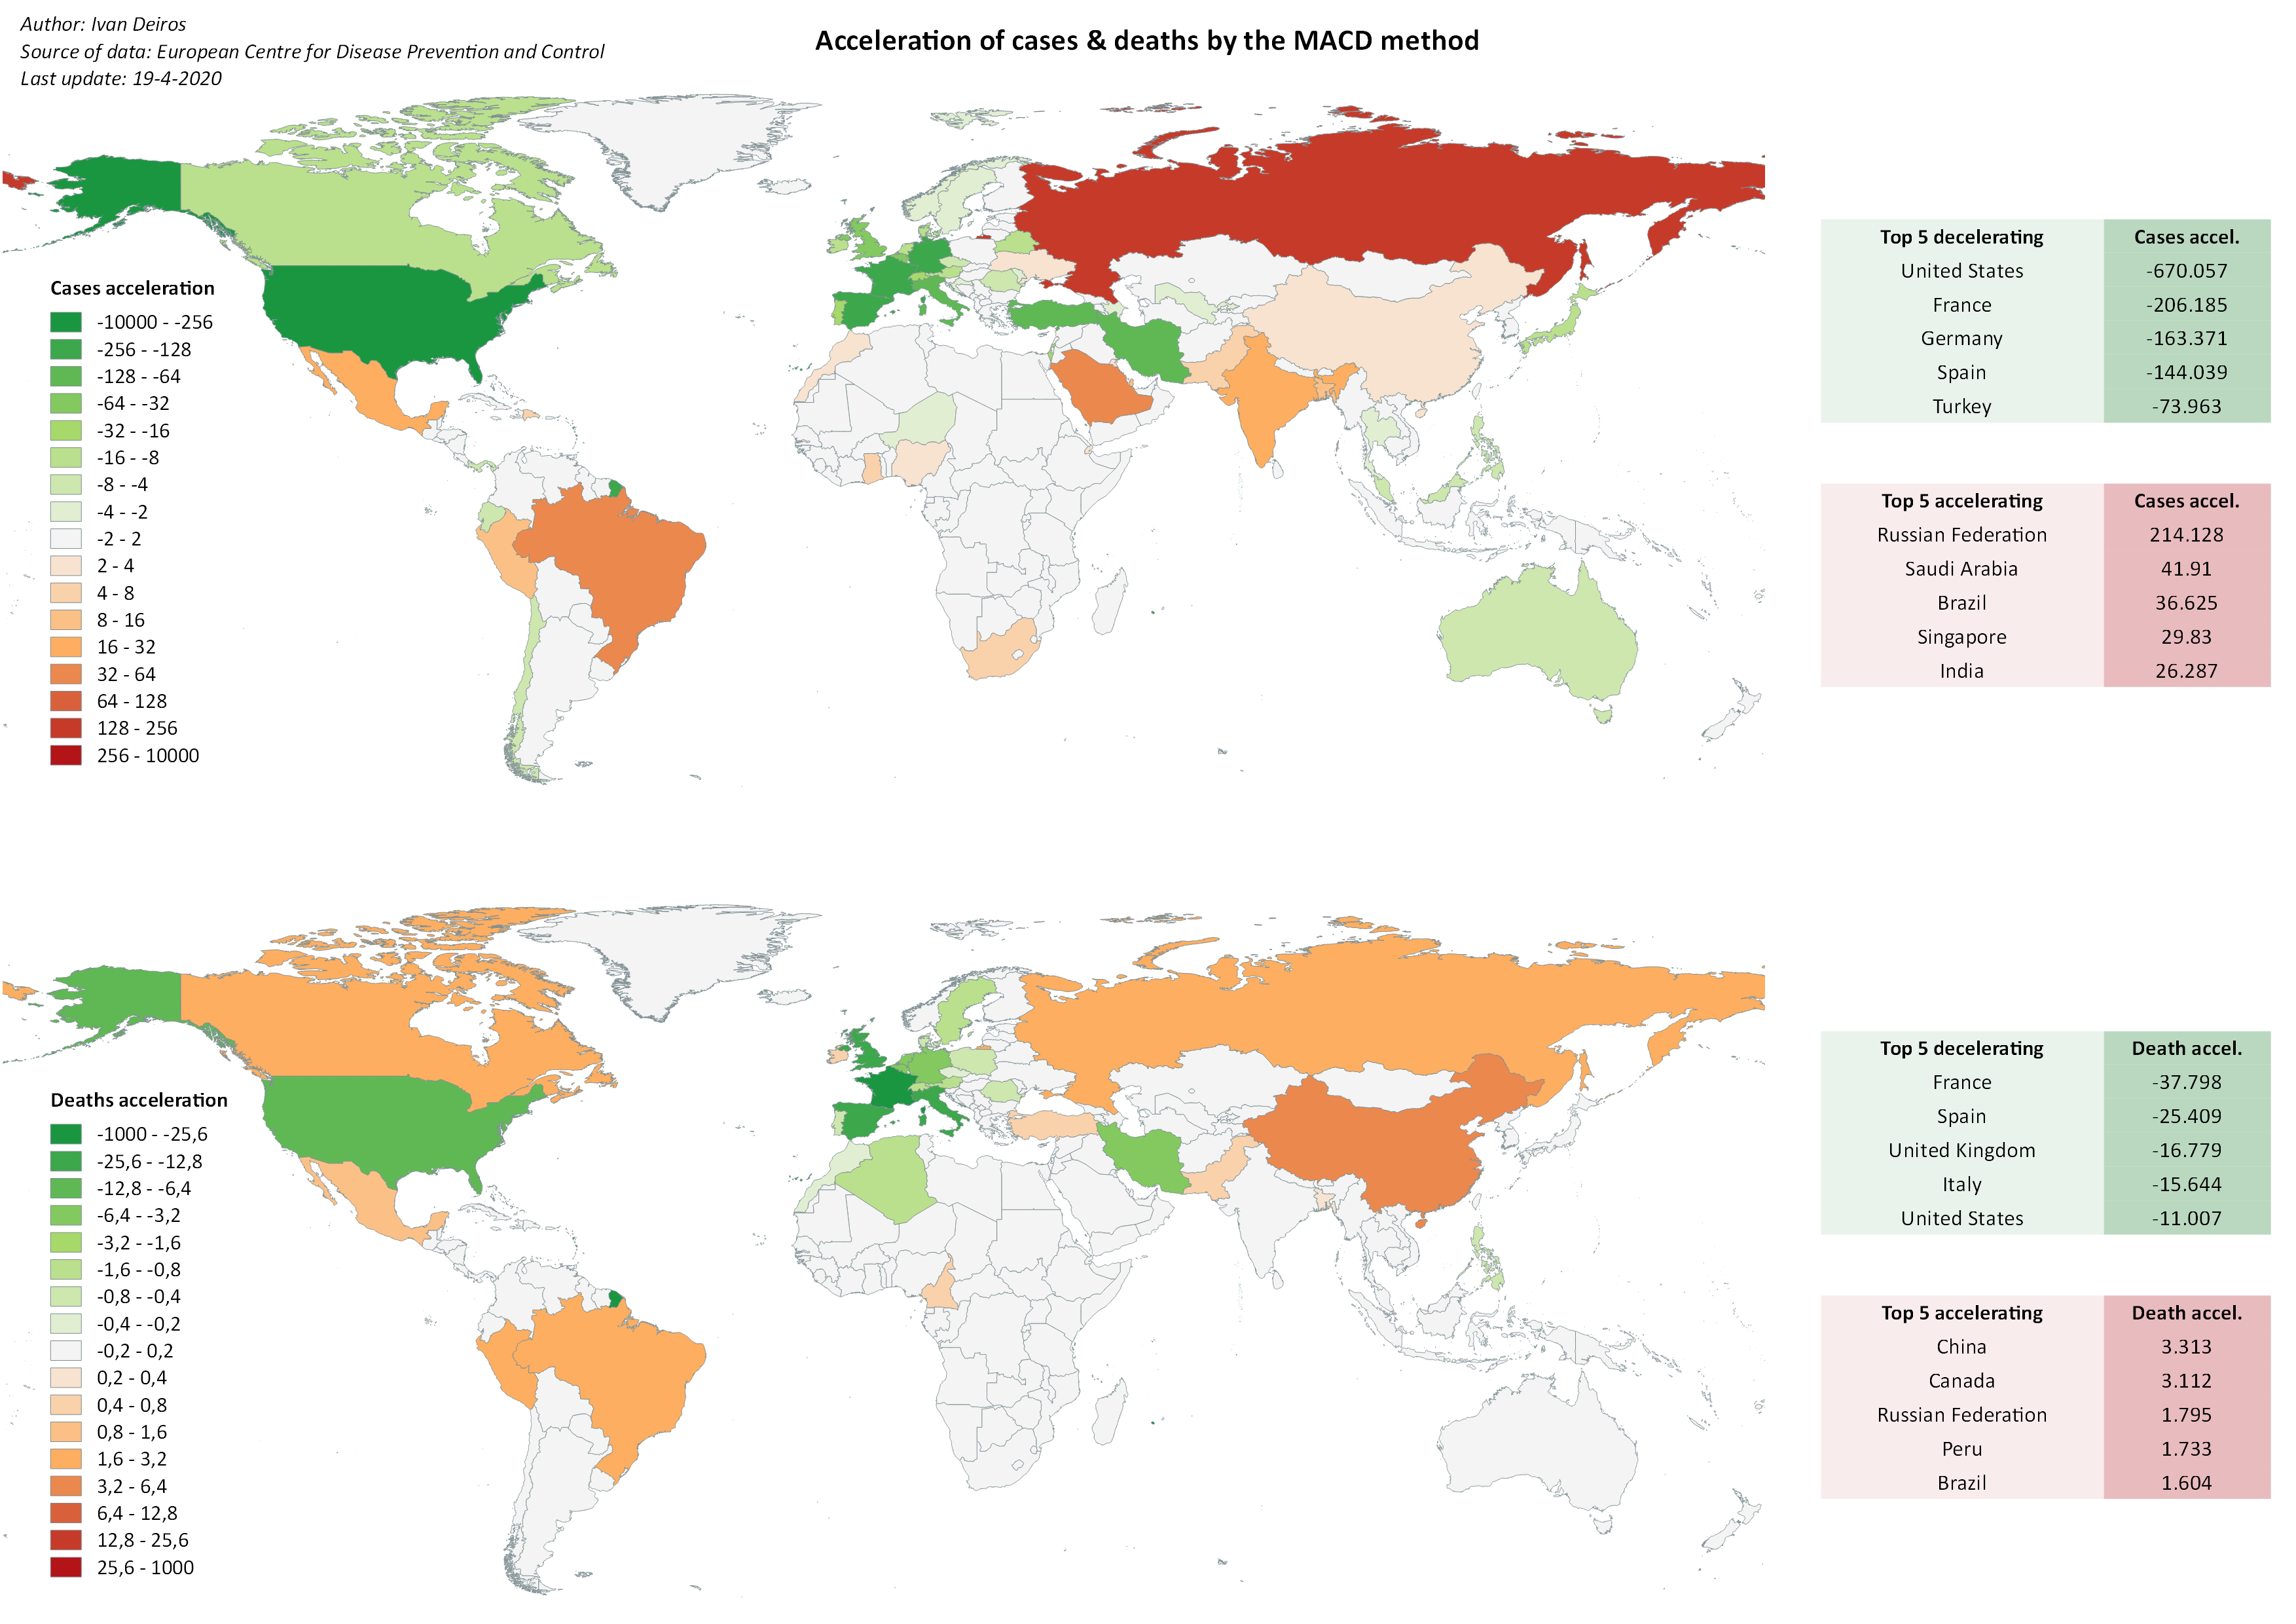 Author: Ivan Deiros
Source of data: European Centre for Disease Prevention and Control
Last update: 19-4-2020
Acceleration of cases & deaths by the MACD method
Cases acceleration
-10000 - -256
-256 - -128
-128 - -64
-64 - -32
-32 - -16
-16 - -8
-8 - -4
-4 - -2
-2 - 2
2 - 4
4 - 8
8 - 16
16 - 32
32 - 64
64 - 128
128 - 256
256 - 10000
Top 5 decelerating Cases accel.
United States -670.057
France -206.185
Germany -163.371
Spain -144.039
Turkey -73.963
Top 5 accelerating Cases accel.
Russian Federation 214.128
Saudi Arabia 41.91
Brazil 36.625
Singapore 29.83
India 26.287
Deaths acceleration
-1000 - -25,6
-25,6 - -12,8
-12,8 - -6,4
-6,4 - -3,2
-3,2 - -1,6
-1,6 - -0,8
-0,8 - -0,4
-0,4 - -0,2
-0,2 - 0,2
0,2 - 0,4
0,4 - 0,8
0,8 - 1,6
1,6 - 3,2
3,2 - 6,4
6,4 - 12,8
12,8 - 25,6
25,6 - 1000
Top 5 decelerating Death accel.
France -37.798
Spain -25.409
United Kingdom -16.779
Italy -15.644
United States -11.007
Top 5 accelerating Death accel.
China 3.313
Canada 3.112
Russian Federation 1.795
Peru 1.733
Brazil 1.604